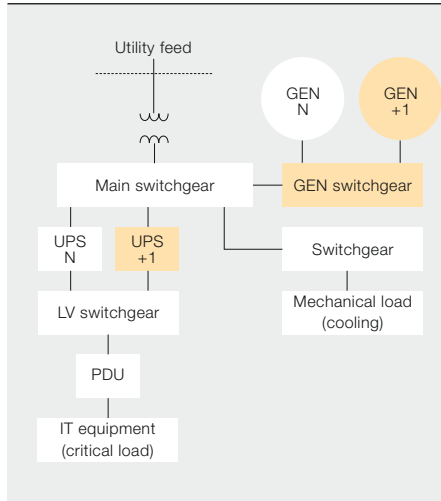 Utility feed
GEN
N
GEN
+1
Main switchgear
GEN switchgear
UPS
N
UPS
+1
Switchgear
LV switchgear
Mechanical load
(cooling)
PDU
IT equipment
(critical load)